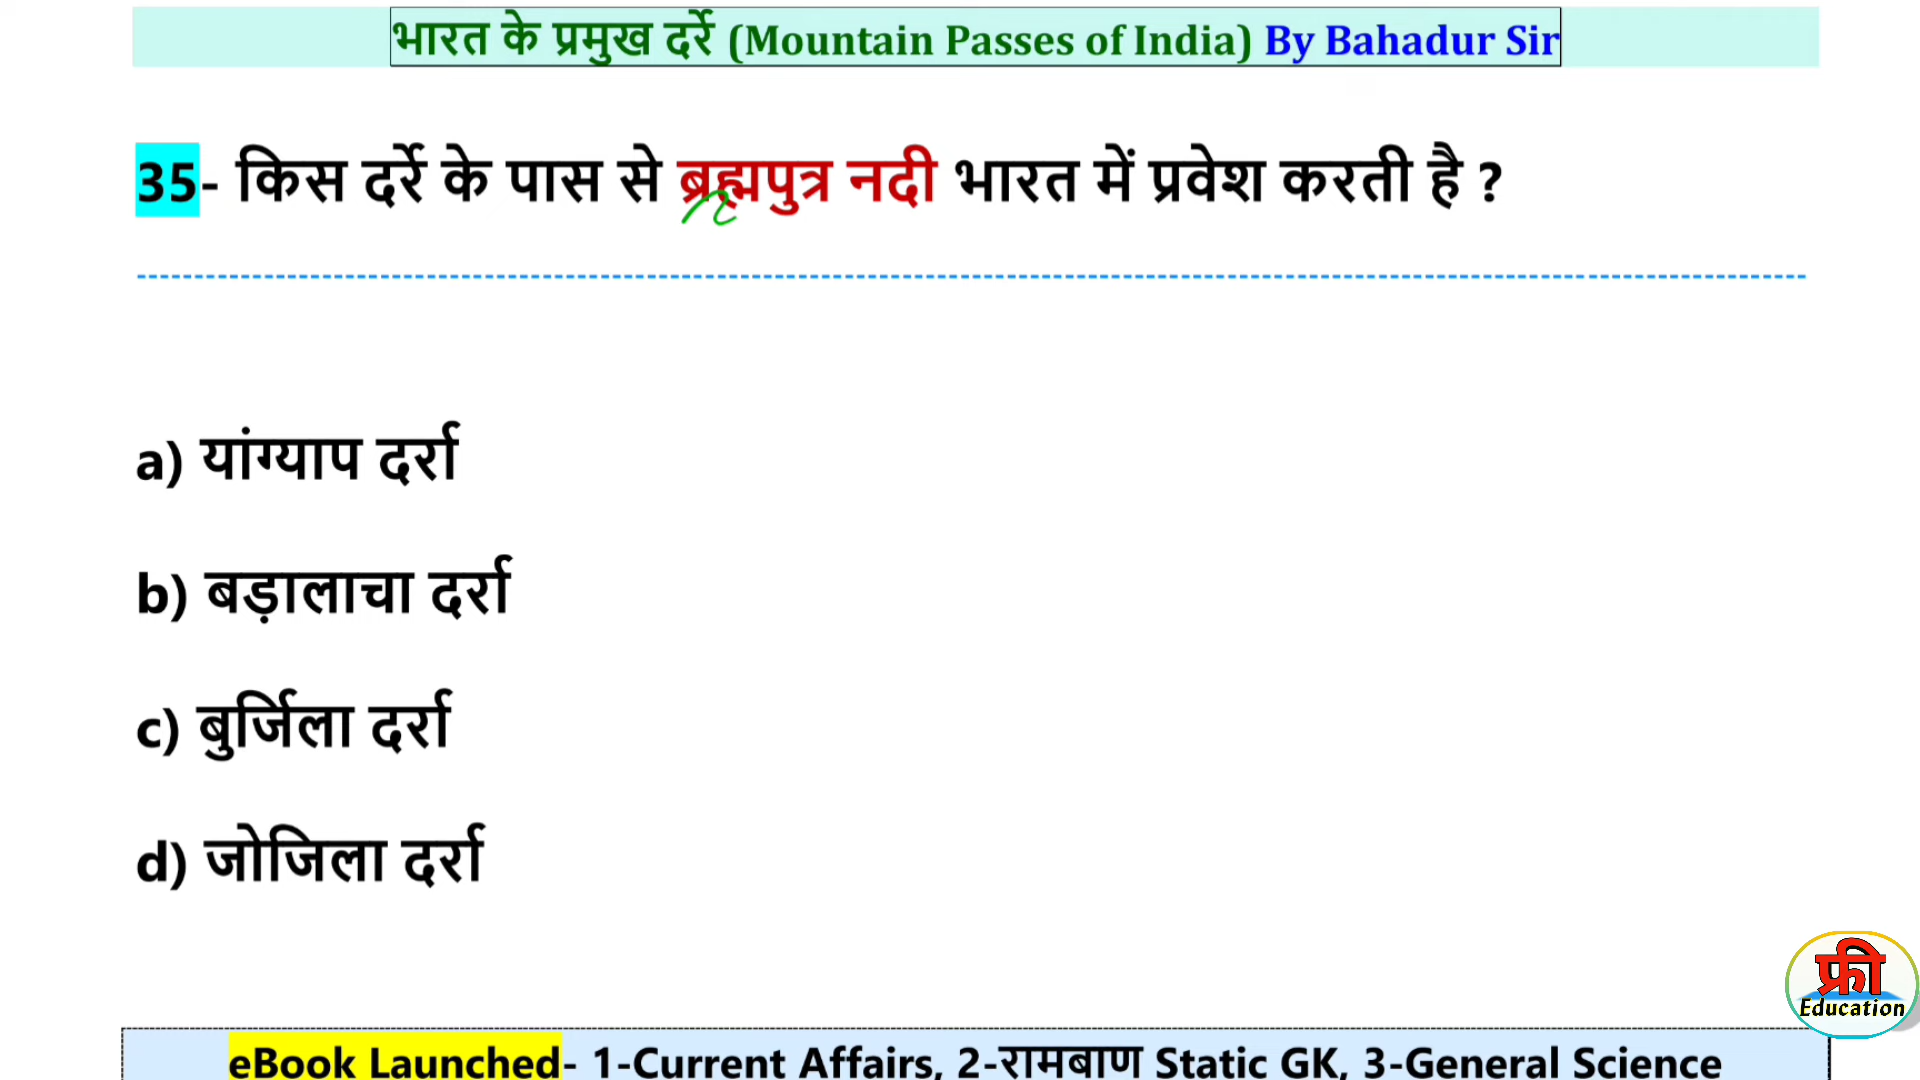 भारत के प्रमुख दर्रे (Mountain Passes of India) By Bahadur Sir
35- किस दर्रे के पास से ब्रह्मपुत्र नदी भारत में प्रवेश करती है ?
a) यांग्याप दर्रा
b) बड़ालाचा दर्रा
c) बुर्जिला दर्रा
d) जोजिला दर्रा
फ्री
Education
eBook Launched- 1-Current Affairs, 2-रामबाण Static GK, 3-General Science